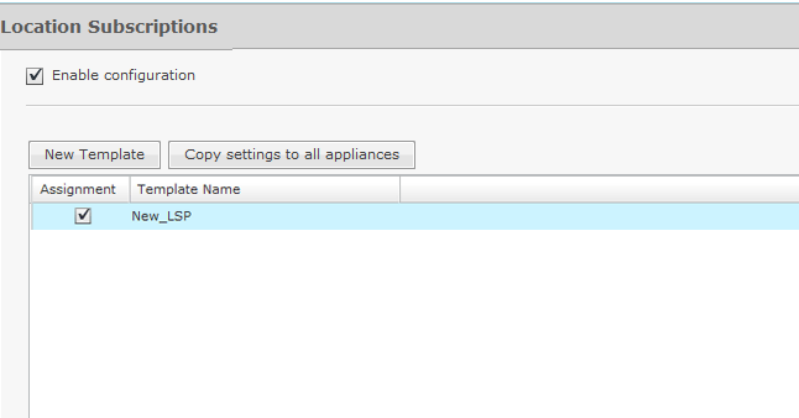 Location Subscriptions
Enable configuration
New Template Copy settings to all appliances
Assignment Template Name
New_LSP